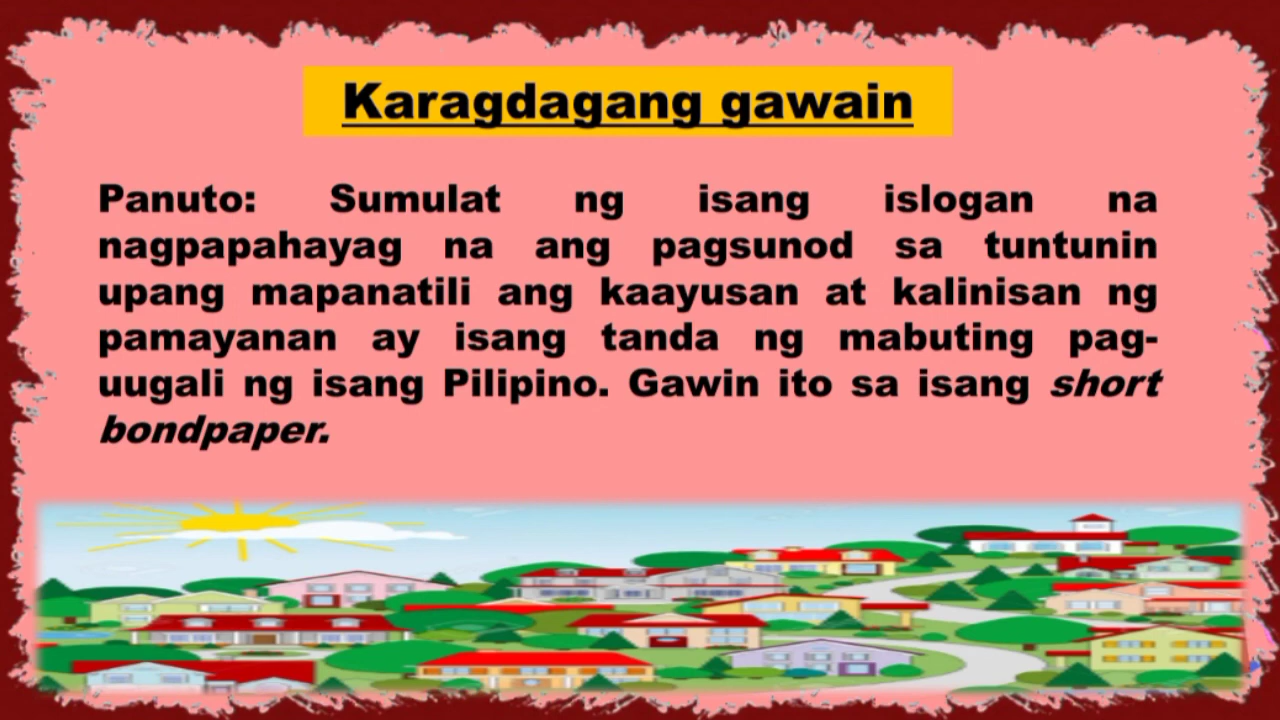 Karagdagang gawain
Panuto: Sumulat ng isang islogan na
nagpapahayag na ang pagsunod sa tuntunin
upang mapanatili ang kaayusan at kalinisan ng
pamayanan ay isang tanda ng mabuting pag-
uugali ng isang Pilipino. Gawin ito sa isang short
bondpaper.